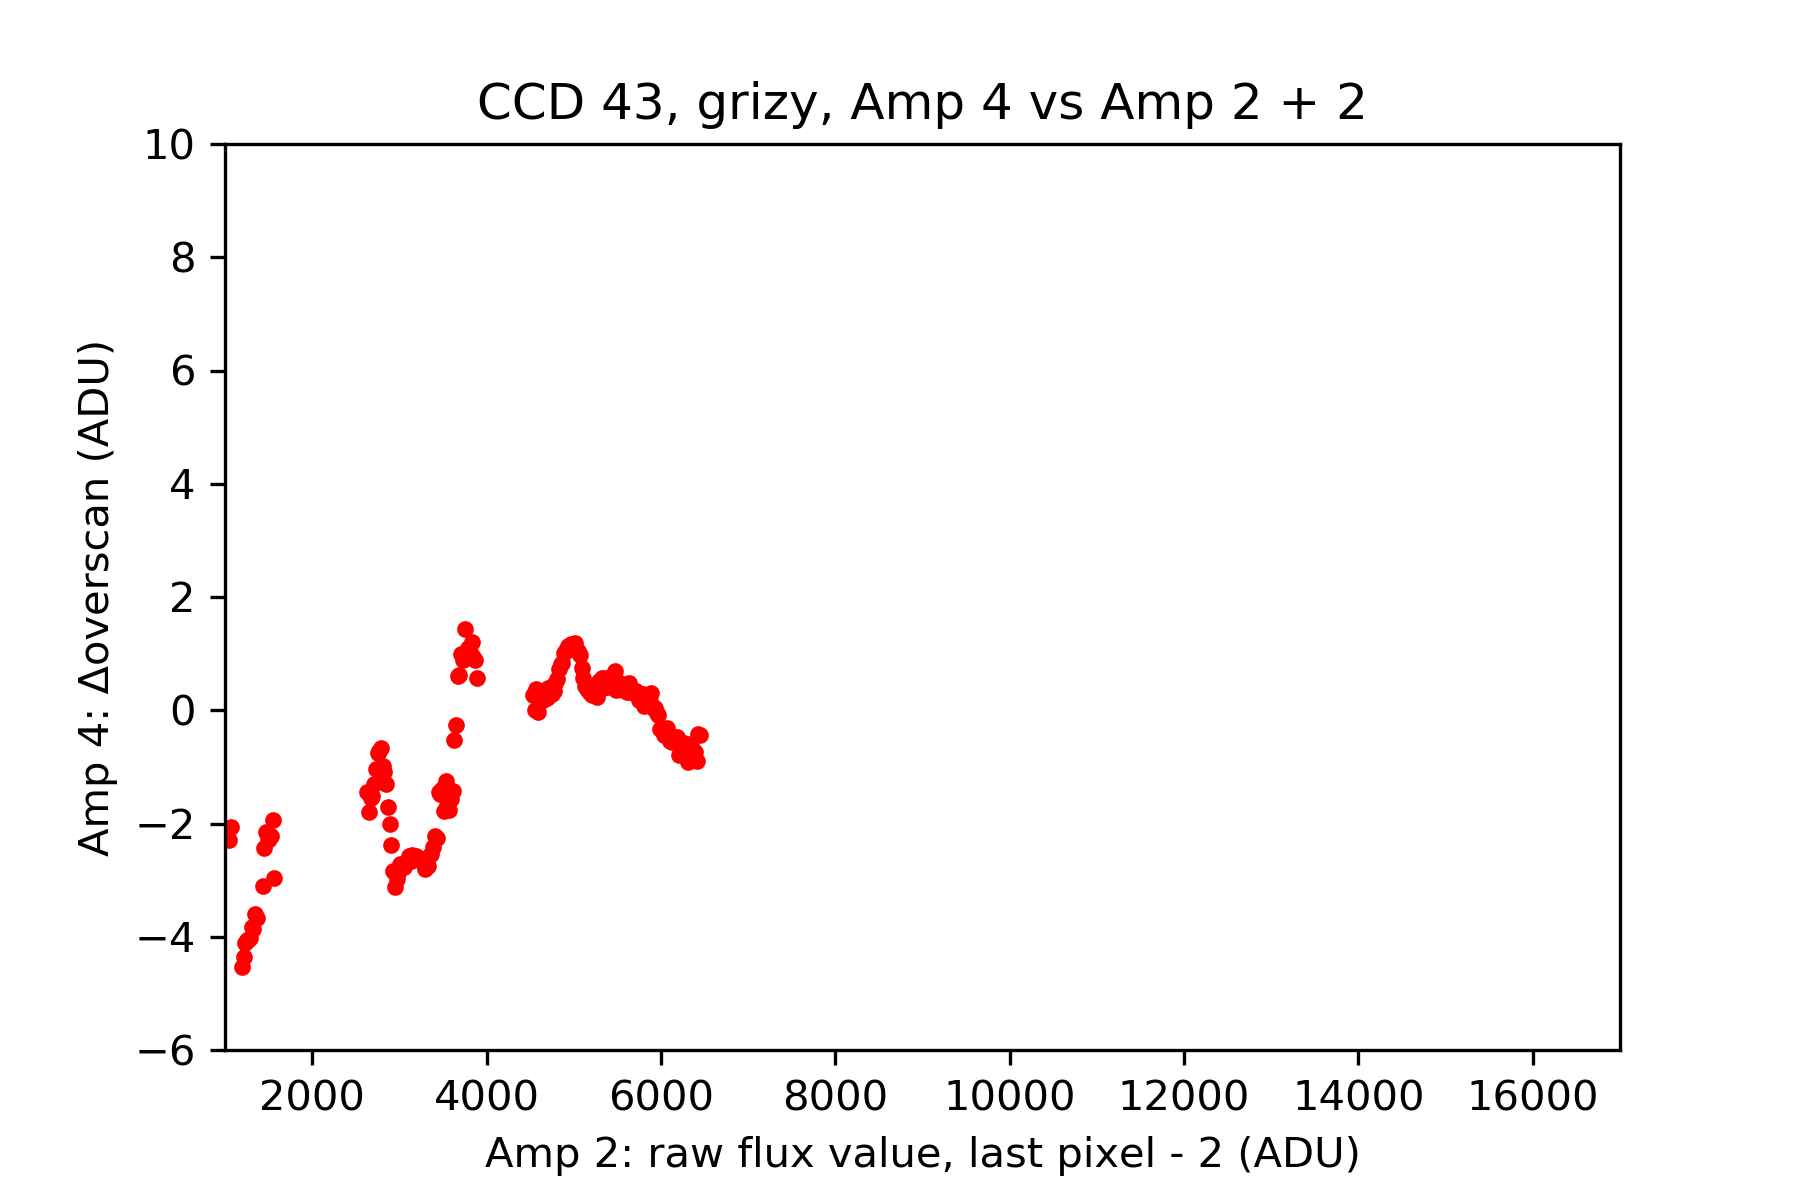 CCD 43, grizy, Amp 4 vs Amp 2 + 2
10
8
6
4
2
0
−2
−4
−6
Amp 4: Δoverscan (ADU)
2000 4000 6000 8000 10000 12000 14000 16000
Amp 2: raw flux value, last pixel - 2 (ADU)